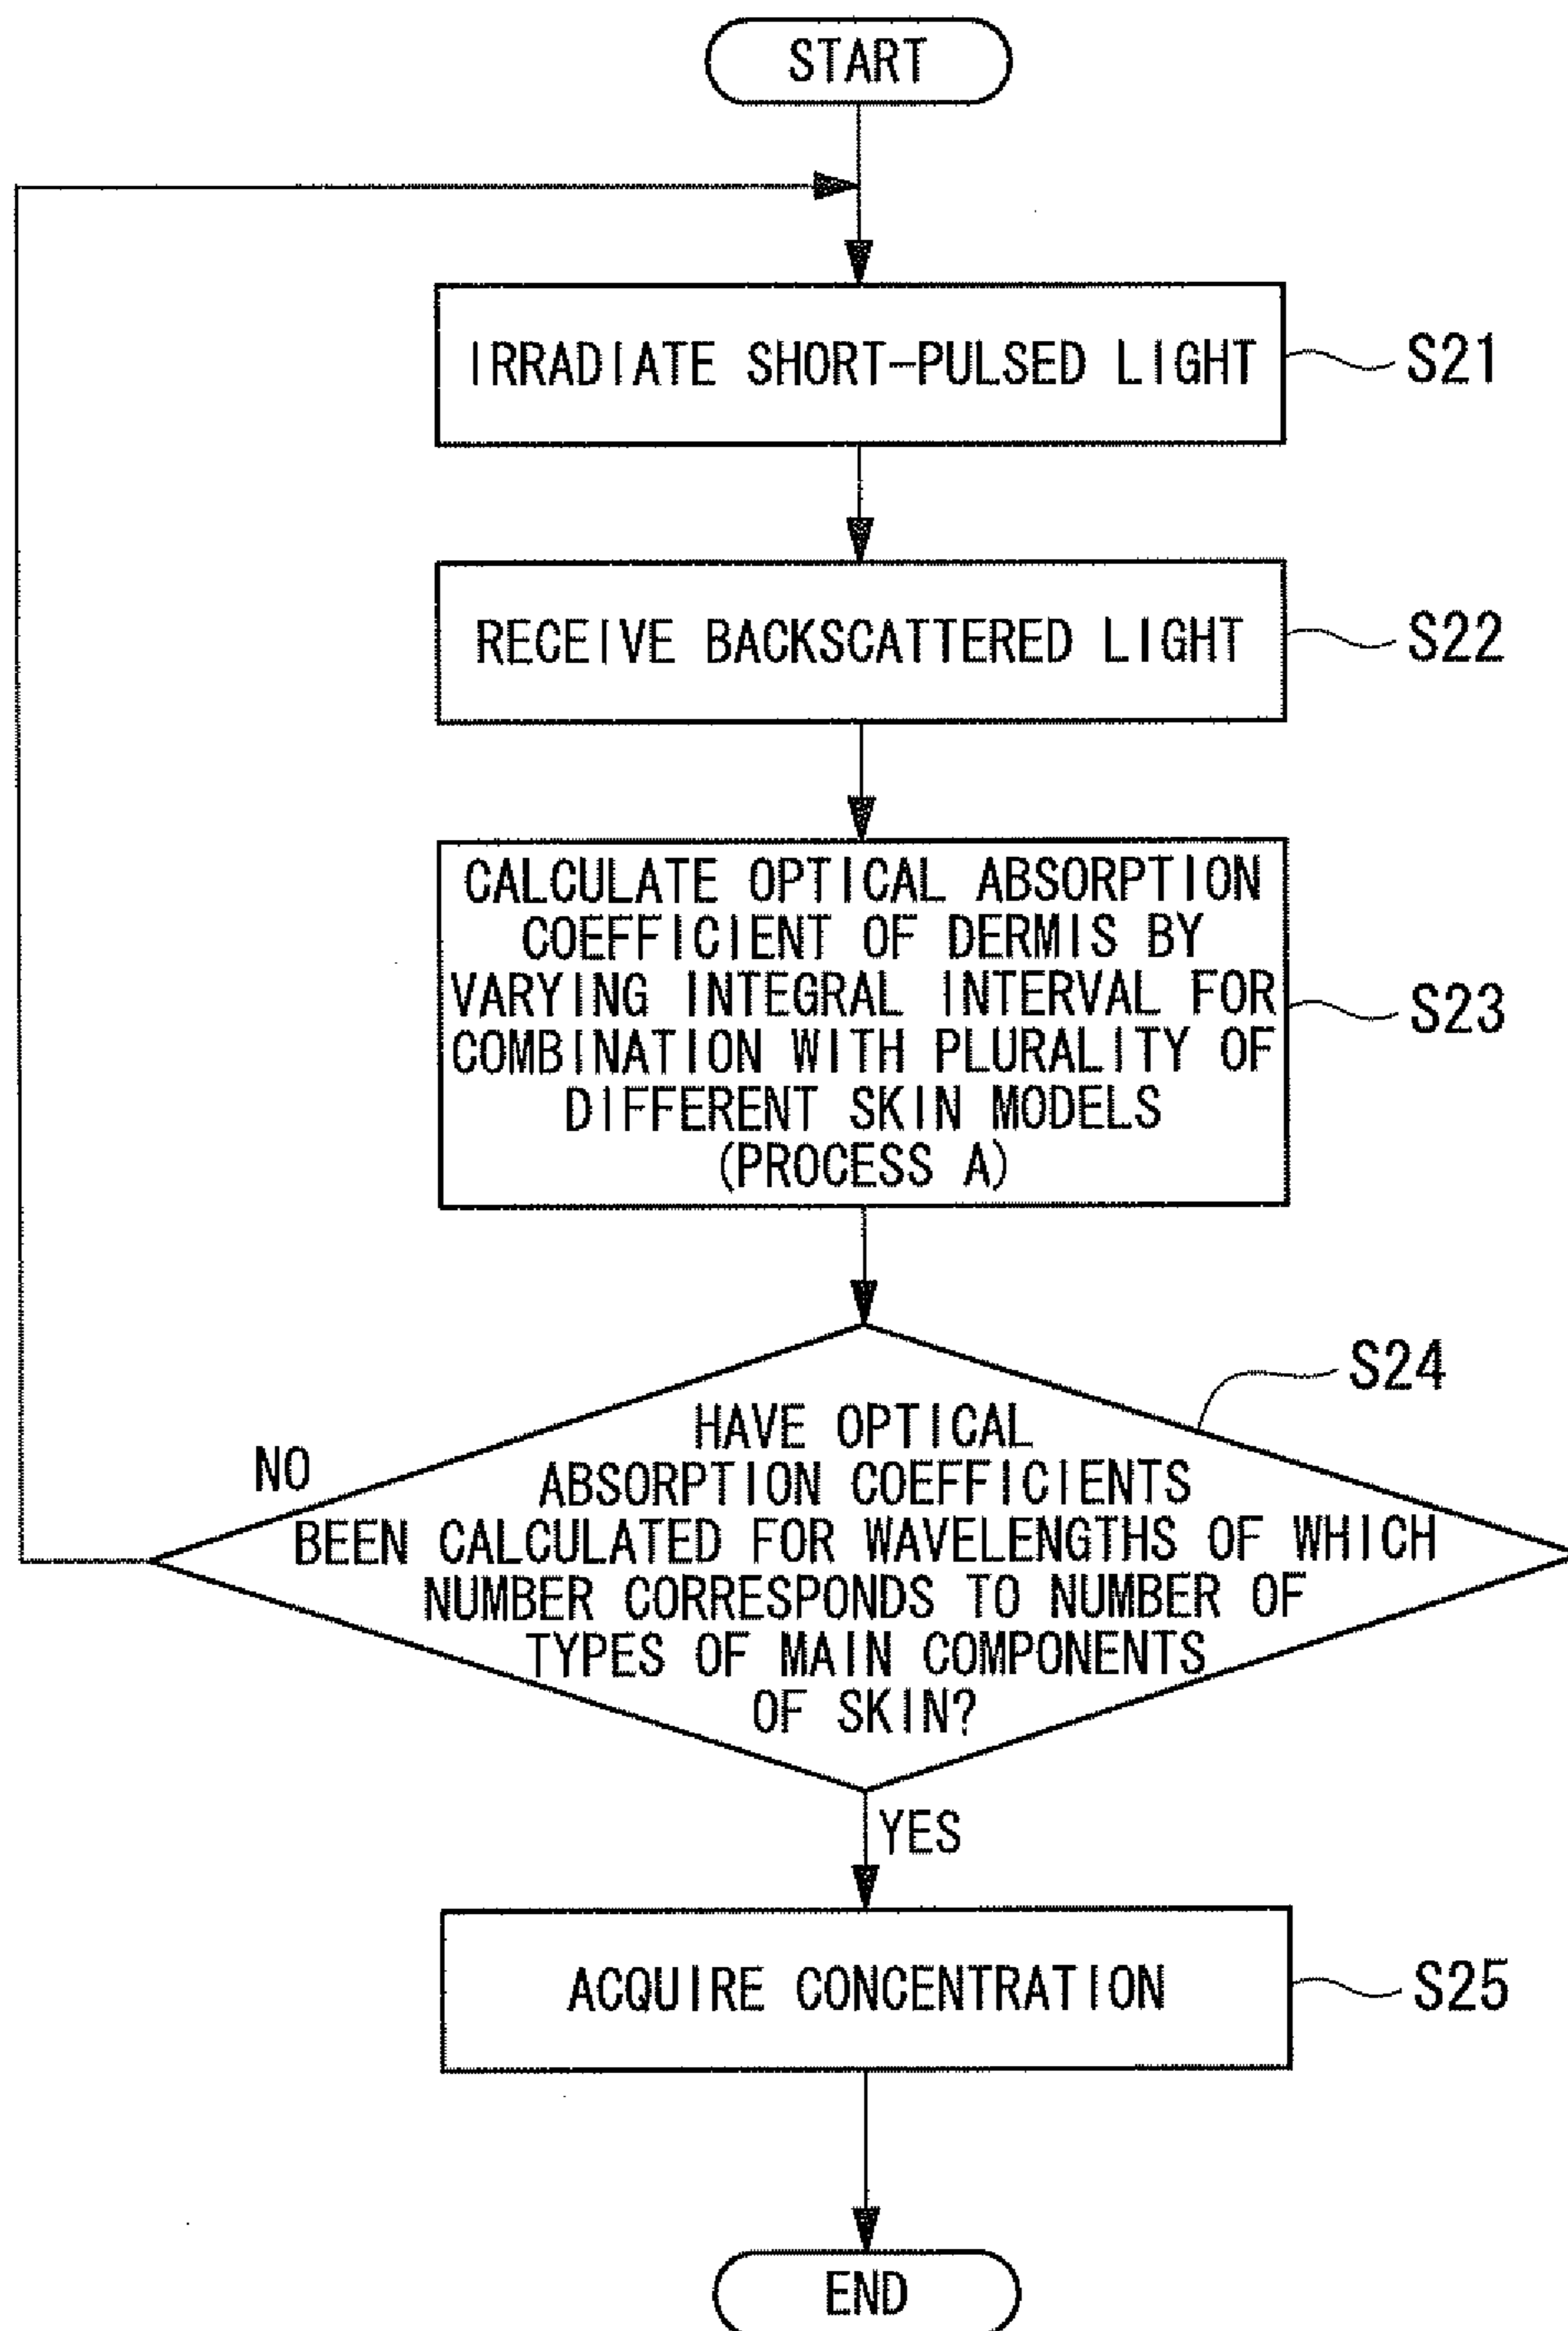 START
IRRADIATE SHORT-PULSED LIGHT
S21
RECEIVE BACKSCATTERED LIGHT
S22
CALCULATE OPTICAL ABSORPTION
COEFFICIENT OF DERMIS BY
VARYING INTEGRAL INTERVAL FOR
COMBINATION WITH PLURALITY OF
DIFFERENT SKIN MODELS
(PROCESS A)
S23
S24
HAVE OPTICAL
ABSORPTION COEFFICIENTS
BEEN CALCULATED FOR WAVELENGTHS OF WHICH
NUMBER CORRESPONDS TO NUMBER OF
TYPES OF MAIN COMPONENTS
OF SKIN?
NO
YES
ACQUIRE CONCENTRATION
S25
END